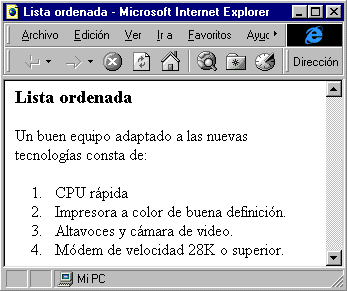 Lista ordenada - Microsoft Internet Explorer
Archivo Edición Ver Ir a Favoritos Ayuc
Dirección
Lista ordenada
Un buen equipo adaptado a las nuevas
tecnologías consta de:
1. CPU rápida
2. Impresora a color de buena definición.
3. Altavoces y cámara de video.
4. Módem de velocidad 28K o superior.
Mi PC